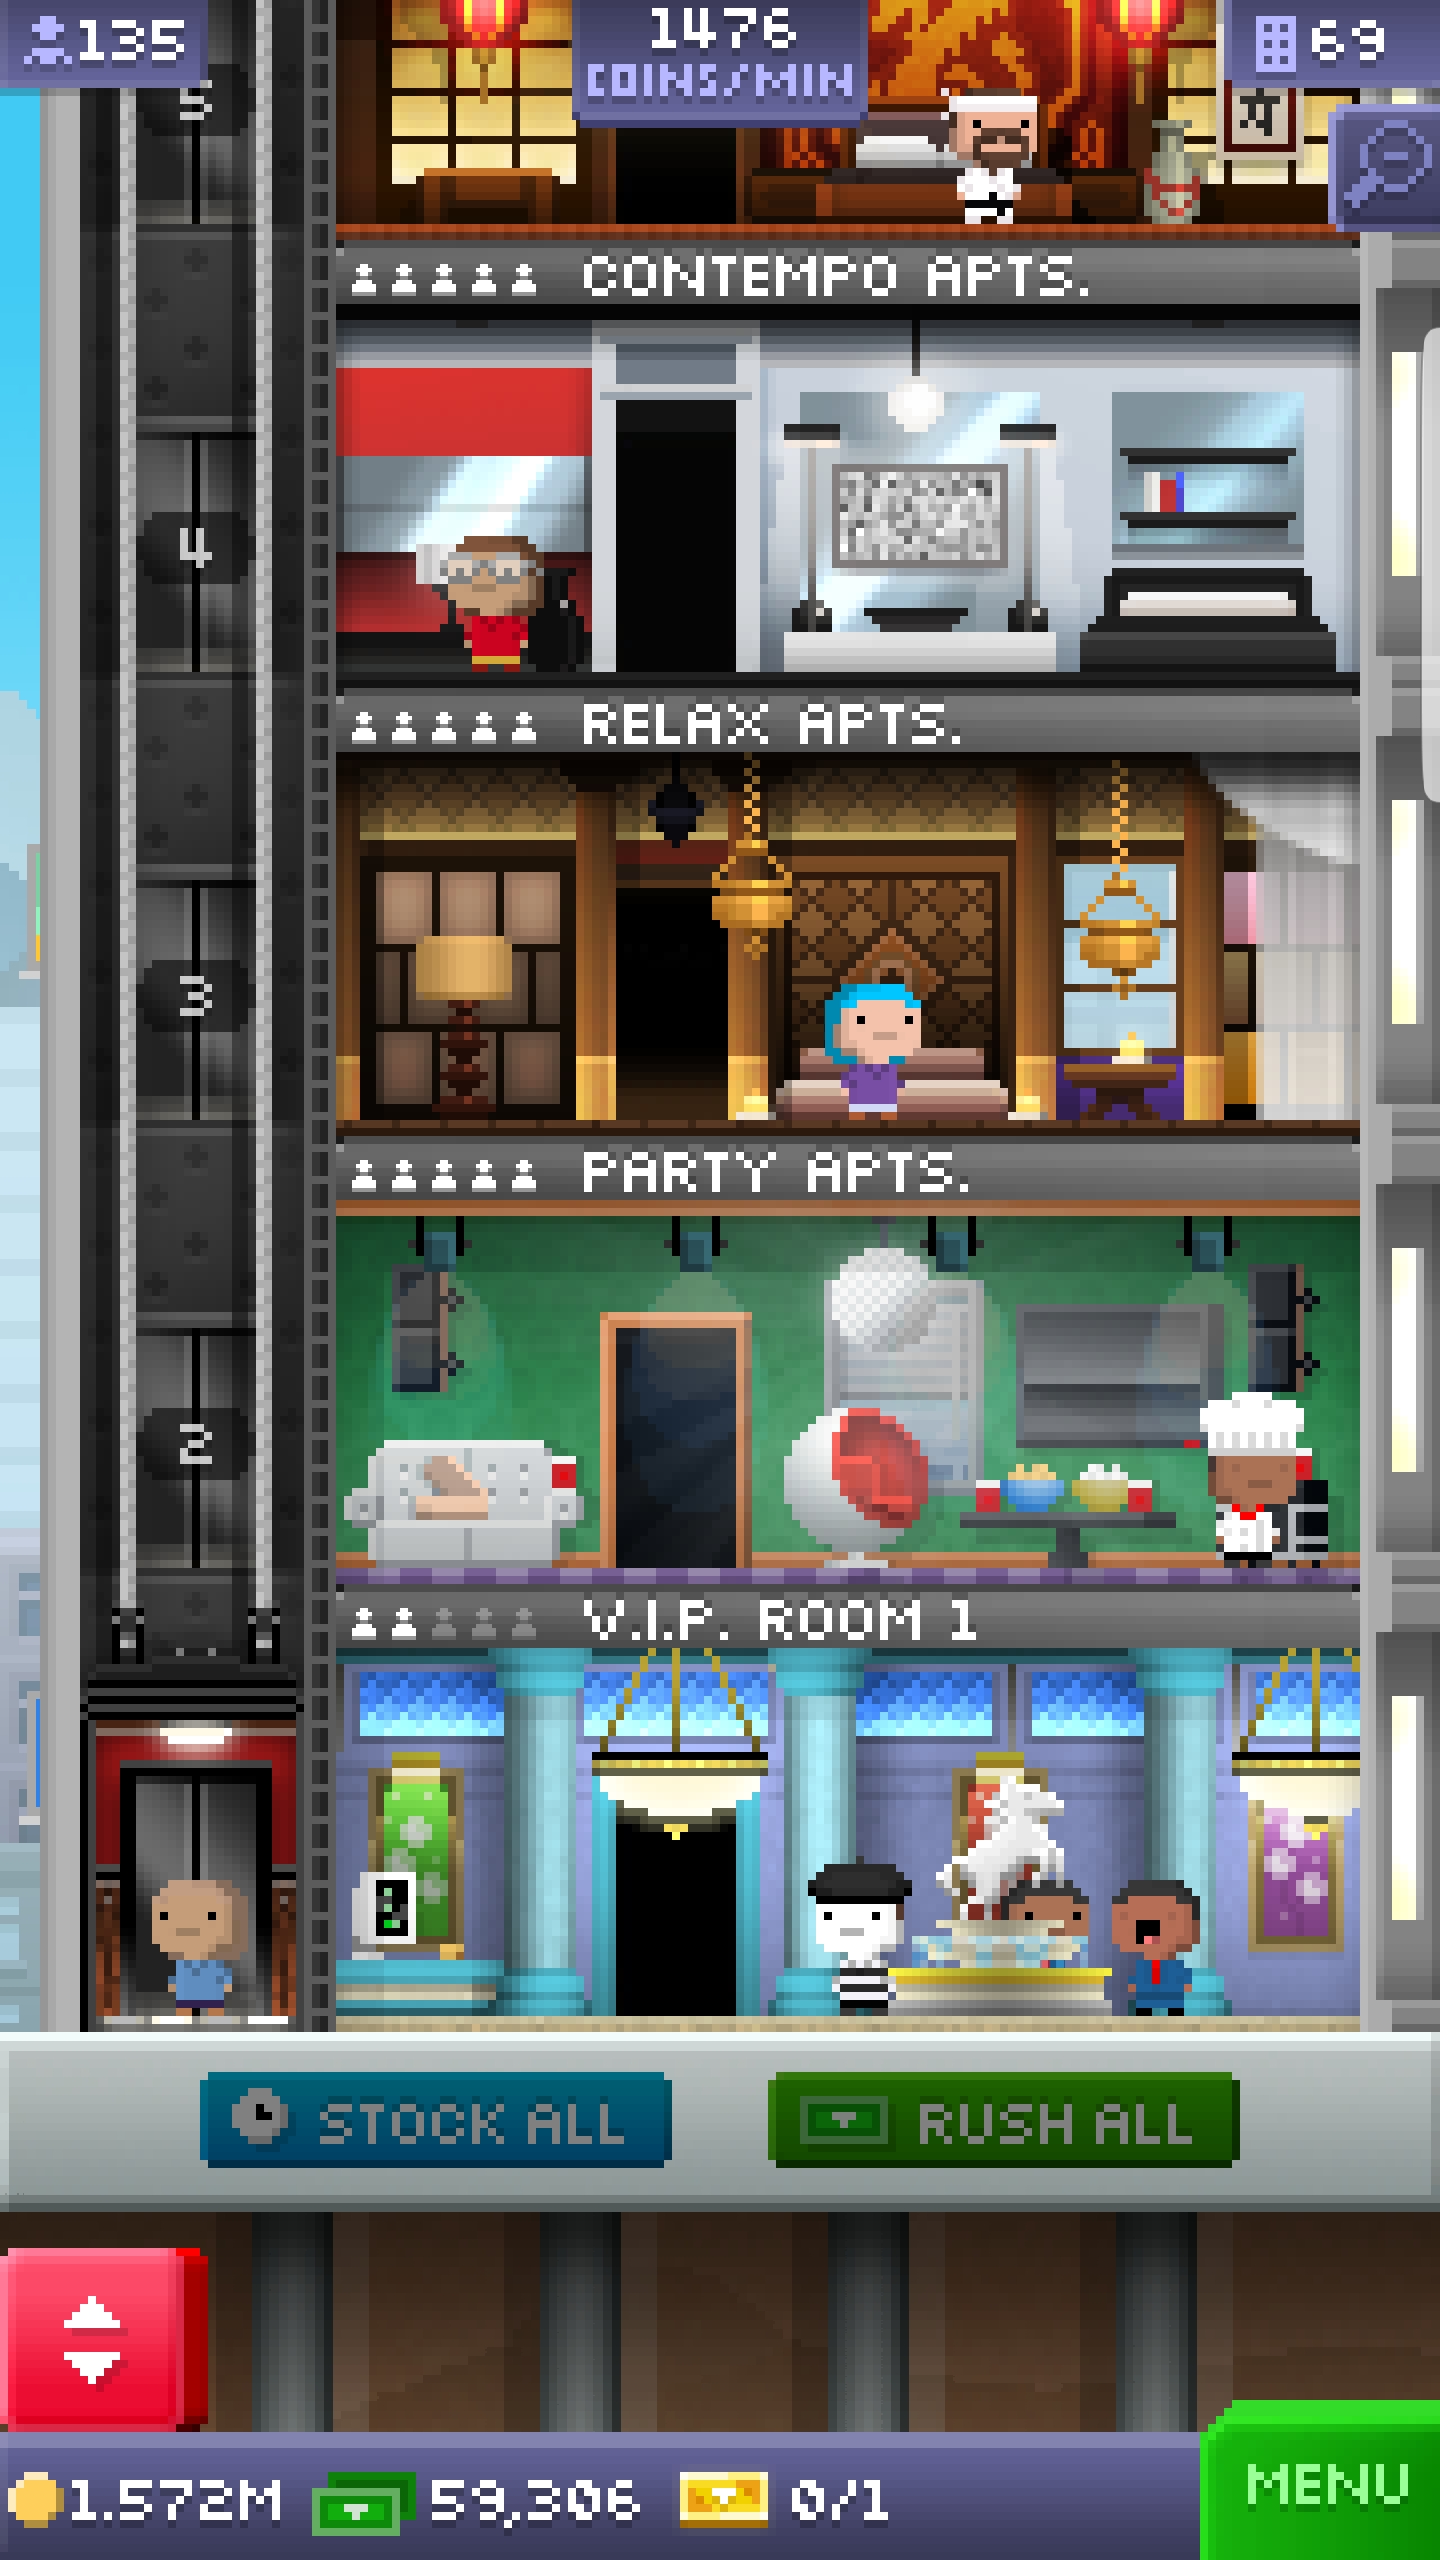 135
1476
COINS/MIN
69
5
CONTEMPO APTS.
4
RELAX APTS.
3
PARTY APTS.
2
V.I.P. ROOM 1
STOCK ALL
RUSH ALL
1.572M
59,306
0/1
MENU